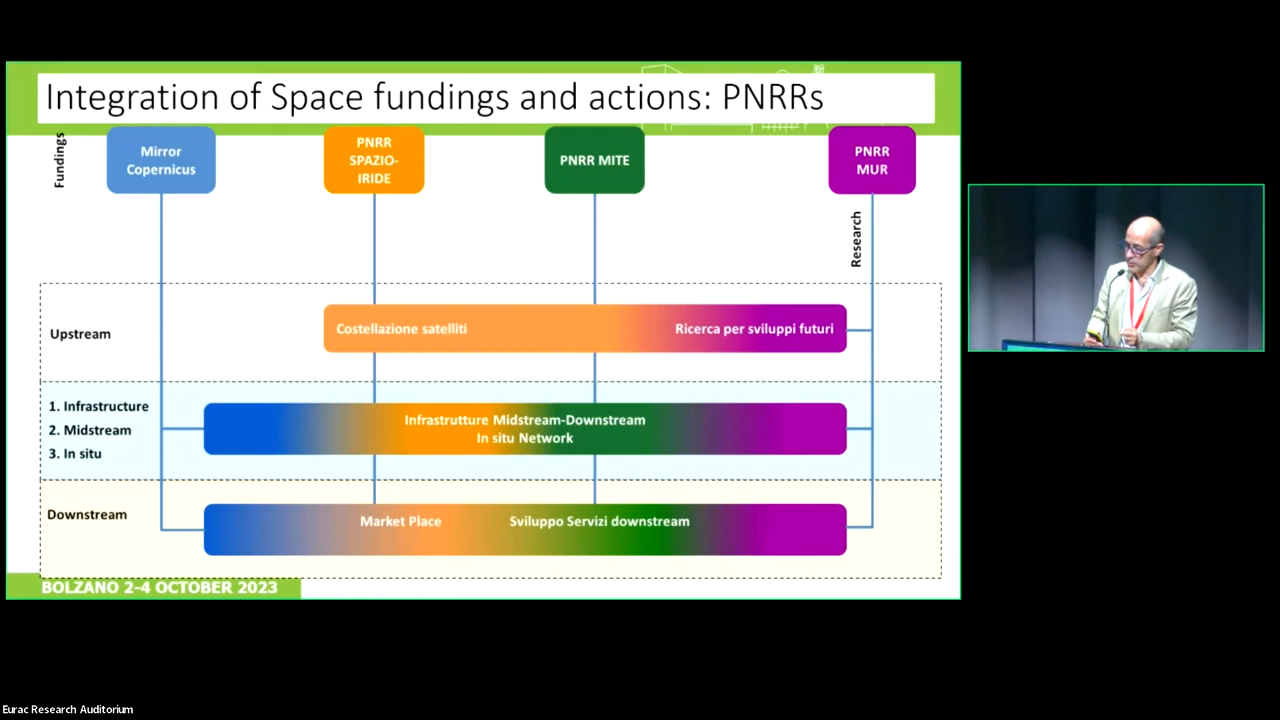 Integration of Space fundings and actions: PNRRs
Fundings
Mirror
Copernicus
PNRR
SPAZIO-
IRIDE
PNRR MITE
PNRR
MUR
Research
Upstream
Costellazione satelliti
Ricerca per sviluppi futuri
1. Infrastructure
2. Midstream
3. In situ
Infrastrutture Midstream-Downstream
In situ Network
Downstream
Market Place
Sviluppo Servizi downstream
BOLZANO 2-4 OCTOBER 2023
Eurac Research Auditorium